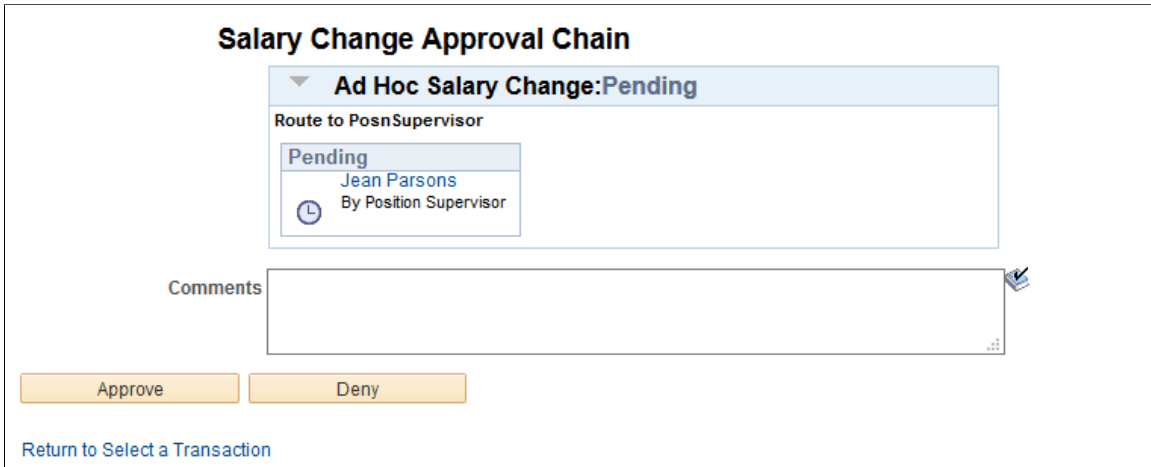 Salary Change Approval Chain
Ad Hoc Salary Change:Pending
Route to PosnSupervisor
Pending
Jean Parsons
By Position Supervisor
Comments
Approve Deny
Return to Select a Transaction